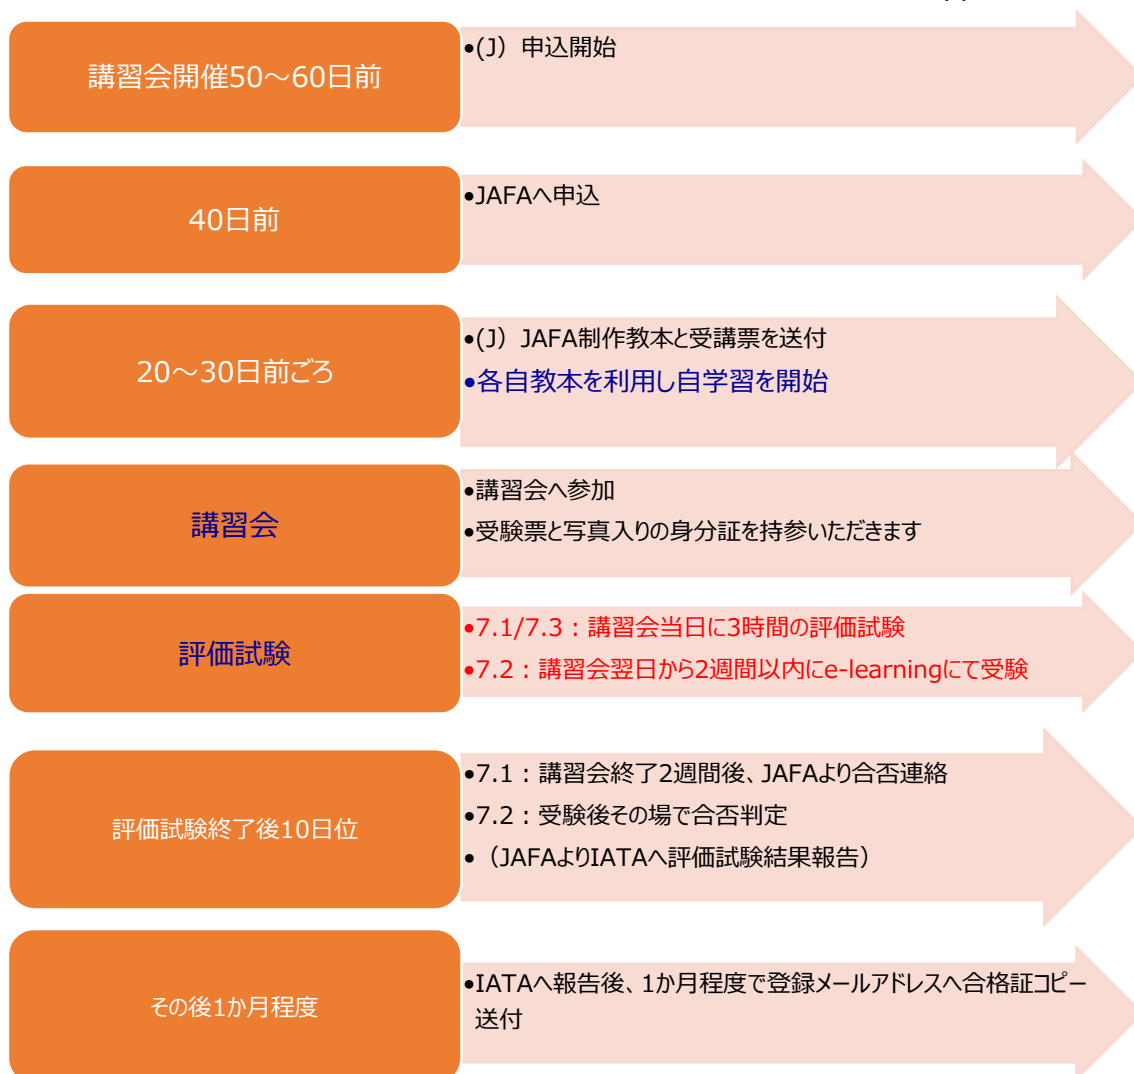 講習会開催50～60日前
•(J）申込開始
40日前
•JAFAへ申込
20～30日前ごろ
•(J）JAFA制作教本と受講票を送付
•各自教本を利用し自学習を開始
講習会
•講習会へ参加
•受験票と写真入りの身分証を持参いただきます
評価試験
•7.1/7.3：講習会当日に3時間の評価試験
•7.2：講習会翌日から2週間以内にe-learningにて受験
評価試験終了後10日位
•7.1：講習会終了2週間後、JAFAより合否連絡
•7.2：受験後その場で合否判定
•（JAFAよりIATAへ評価試験結果報告）
その後1か月程度
•IATAへ報告後、1か月程度で登録メールアドレスへ合格証コピー
送付